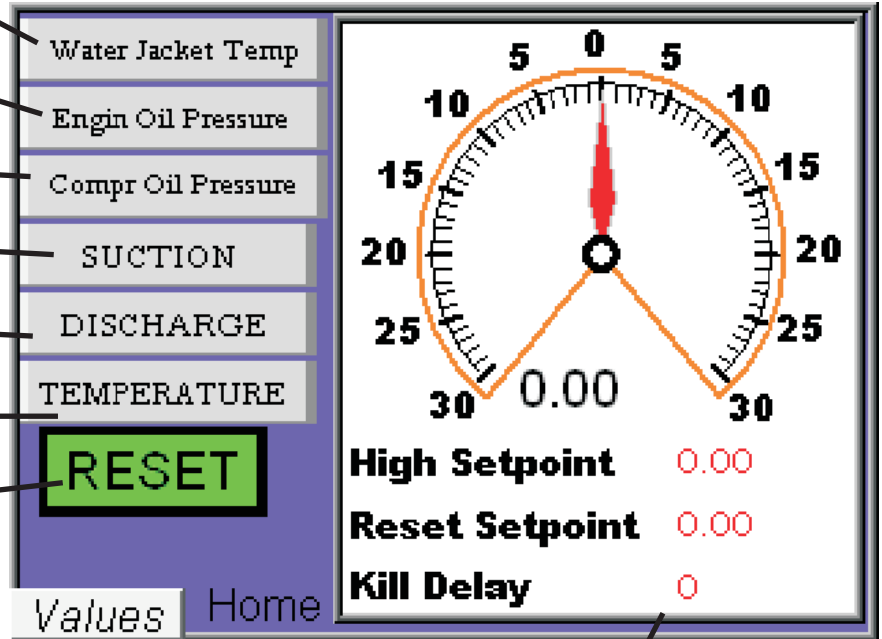 Water Jacket Temp
Engin Oil Pressure
Compr Oil Pressure
SUCTION
DISCHARGE
TEMPERATURE
RESET
Values
Home
0
5
5
10
10
15
15
20
20
25
25
30
30
0.00
High Setpoint 0.00
Reset Setpoint 0.00
Kill Delay 0